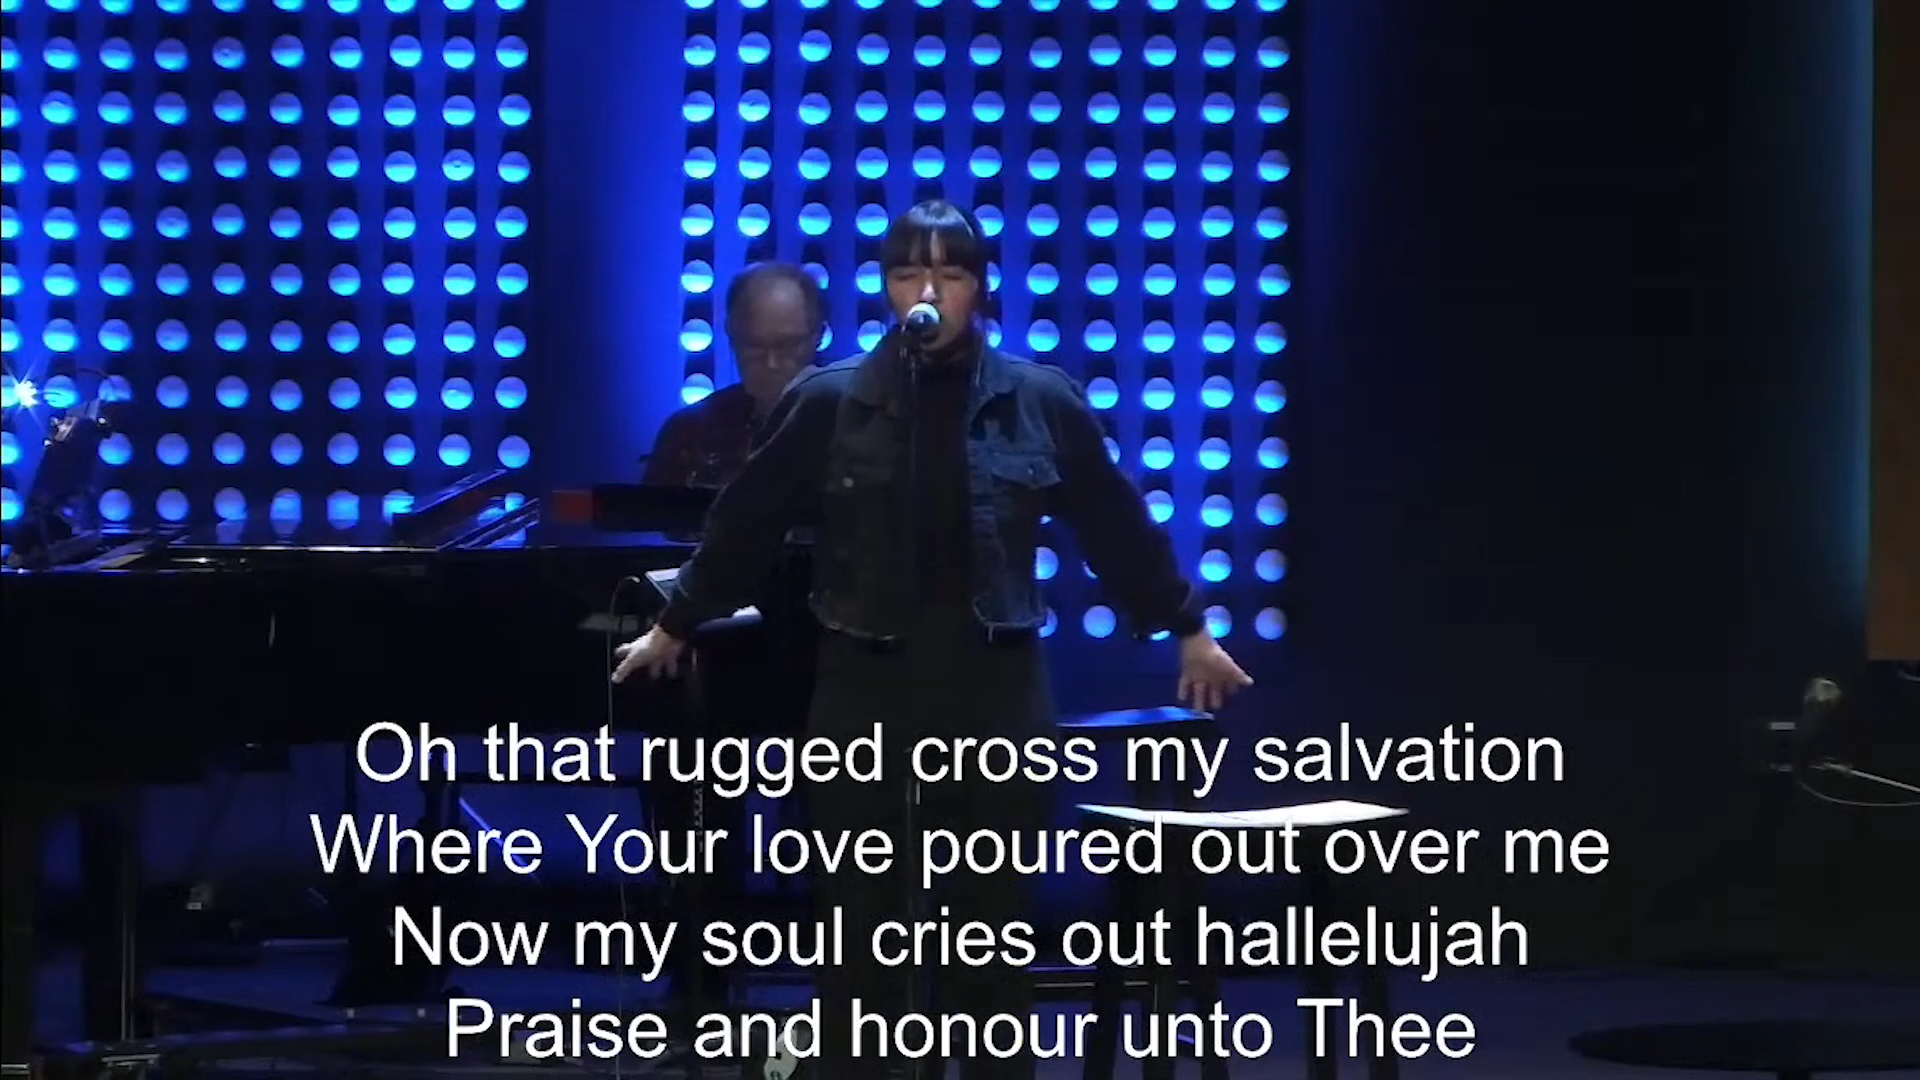 Oh that rugged cross my salvation
Where Your love poured out over me
Now my soul cries out hallelujah
Praise and honour unto Thee